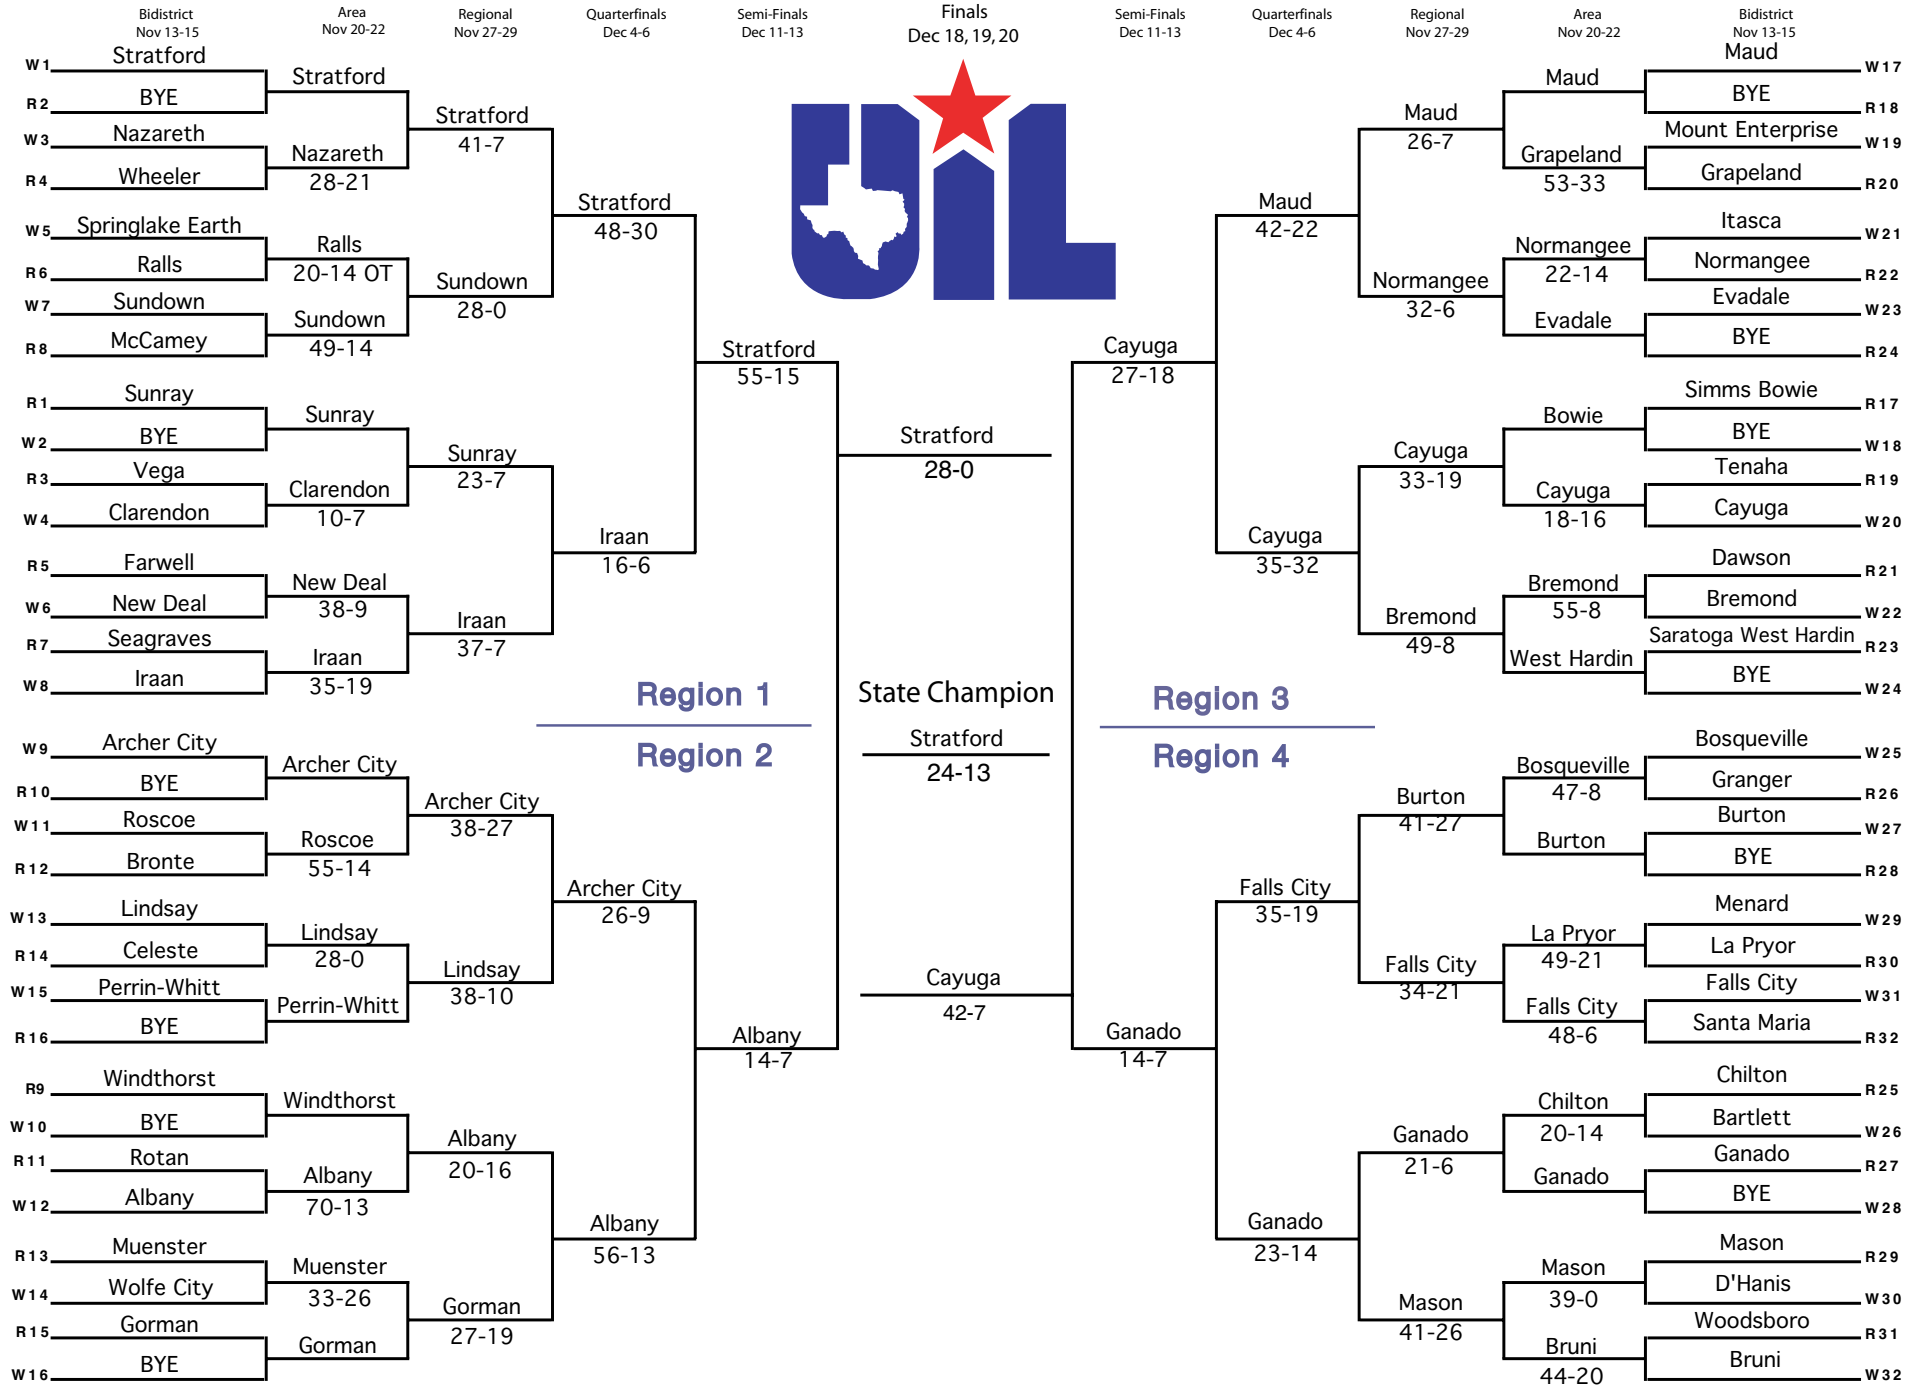 Bidistrict
Nov 13-15
Area
Nov 20-22
Regional
Nov 27-29
Quarterfinals
Dec 4-6
Semi-Finals
Dec 11-13
Finals
Dec 18, 19, 20
Semi-Finals
Dec 11-13
Quarterfinals
Dec 4-6
Regional
Nov 27-29
Area
Nov 20-22
Bidistrict
Nov 13-15
UIL
W1 Stratford
R2 BYE
W3 Nazareth
R4 Wheeler
W5 Springlake Earth
R6 Ralls
W7 Sundown
R8 McCamey
R1 Sunray
W2 BYE
R3 Vega
W4 Clarendon
R5 Farwell
W6 New Deal
R7 Seagraves
W8 Iraan
W9 Archer City
R10 BYE
W11 Roscoe
R12 Bronte
W13 Lindsay
R14 Celeste
W15 Perrin-Whitt
R16 BYE
R9 Windthorst
W10 BYE
R11 Rotan
W12 Albany
R13 Muenster
W14 Wolfe City
R15 Gorman
W16 BYE
Stratford
Nazareth
28-21
Ralls
20-14 OT
Sundown
49-14
Sunray
Clarendon
10-7
New Deal
38-9
Iraan
35-19
Archer City
Roscoe
55-14
Lindsay
28-0
Perrin-Whitt
Windthorst
Albany
70-13
Muenster
33-26
Gorman
Stratford
41-7
Sundown
28-0
Sunray
23-7
Iraan
37-7
Archer City
38-27
Lindsay
38-10
Albany
20-16
Gorman
27-19
Stratford
48-30
Iraan
16-6
Archer City
26-9
Albany
56-13
Stratford
55-15
Albany
14-7
Region 1
Region 2
Stratford
28-0
State Champion
Stratford
24-13
Cayuga
42-7
Region 3
Region 4
Cayuga
27-18
Ganado
14-7
Maud
42-22
Cayuga
35-32
Falls City
35-19
Ganado
23-14
Maud
26-7
Normangee
32-6
Cayuga
33-19
Bremond
49-8
Burton
41-27
Falls City
34-21
Ganado
21-6
Mason
41-26
Maud
Grapeland
53-33
Normangee
22-14
Evadale
Bowie
Cayuga
18-16
Bremond
55-8
West Hardin
Bosqueville
47-8
Burton
La Pryor
49-21
Falls City
48-6
Chilton
20-14
Ganado
Mason
39-0
Bruni
44-20
Maud W17
BYE R18
Mount Enterprise W19
Grapeland R20
Itasca W21
Normangee R22
Evadale W23
BYE R24
Simms Bowie R17
BYE W18
Tenaha R19
Cayuga W20
Dawson R21
Bremond W22
Saratoga West Hardin R23
BYE W24
Bosqueville W25
Granger R26
Burton W27
BYE R28
Menard W29
La Pryor R30
Falls City W31
Santa Maria R32
Chilton R25
Bartlett W26
Ganado R27
BYE W28
Mason R29
D'Hanis W30
Woodsboro R31
Bruni W32